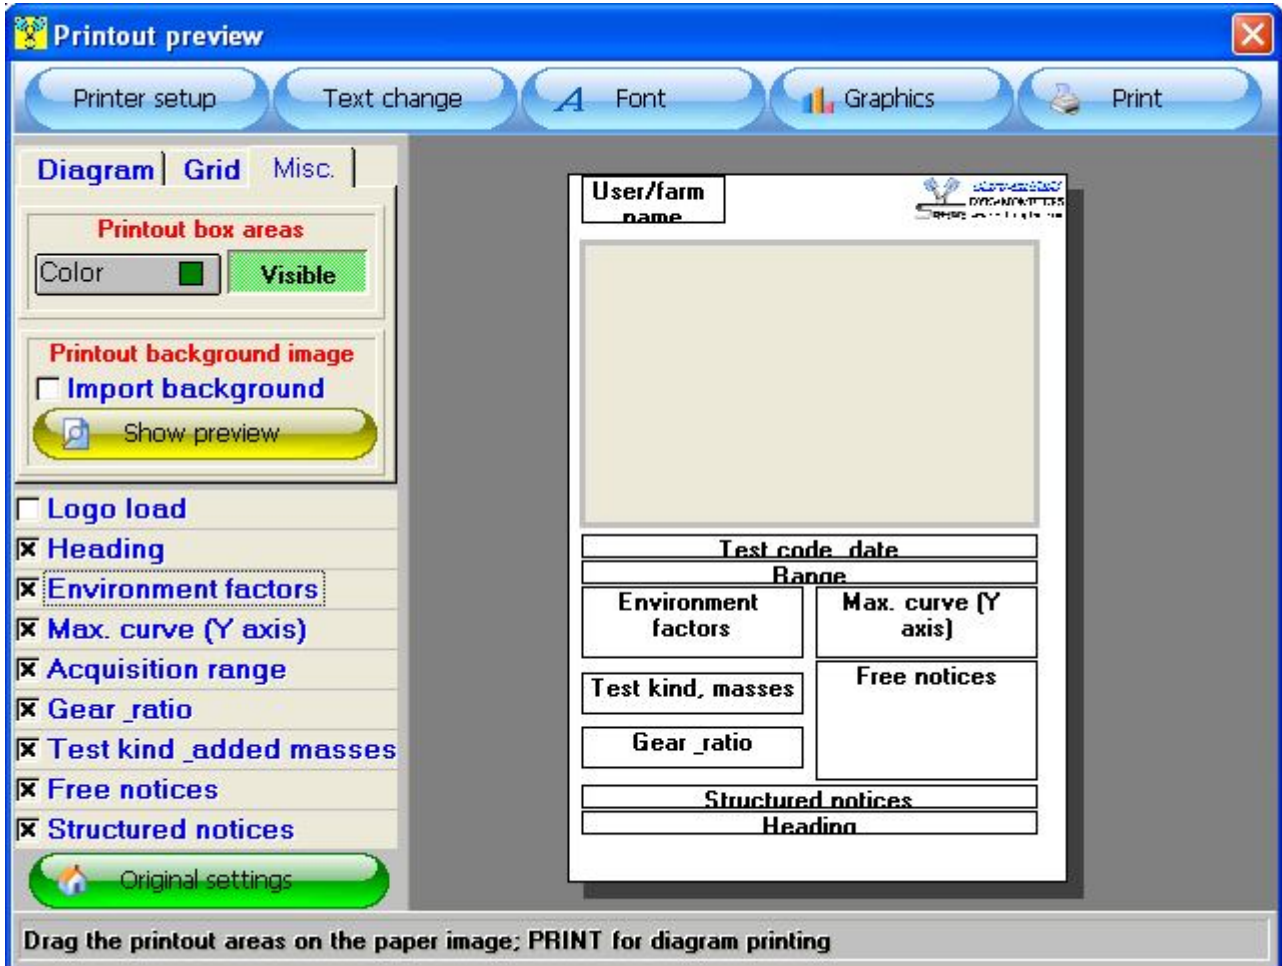 Printout preview
Printer setup
Text change
Font
Graphics
Print
Diagram
Grid
Misc.
Printout box areas
Color
Visible
Printout background image
Import background
Show preview
Logo load
Heading
Environment factors
Max. curve (Y axis)
Acquisition range
Gear _ratio
Test kind _added masses
Free notices
Structured notices
Original settings
User/farm
name
DYNAMOMETERS
Test code_date
Range
Environment
factors
Max. curve (Y
axis)
Test kind, masses
Free notices
Gear _ratio
Structured notices
Heading
Drag the printout areas on the paper image; PRINT for diagram printing